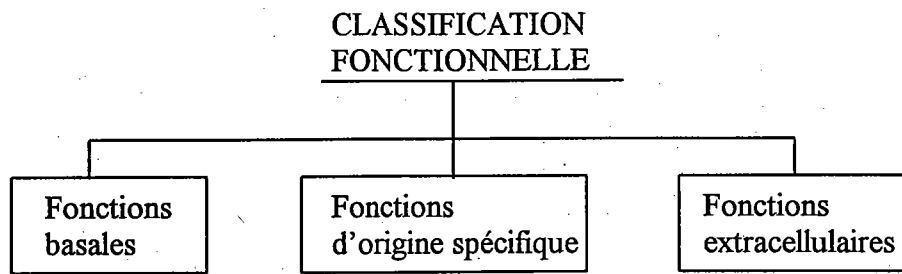 CLASSIFICATION
FONCTIONNELLE
Fonctions
basales
Fonctions
d'origine spécifique
Fonctions
extracellulaires